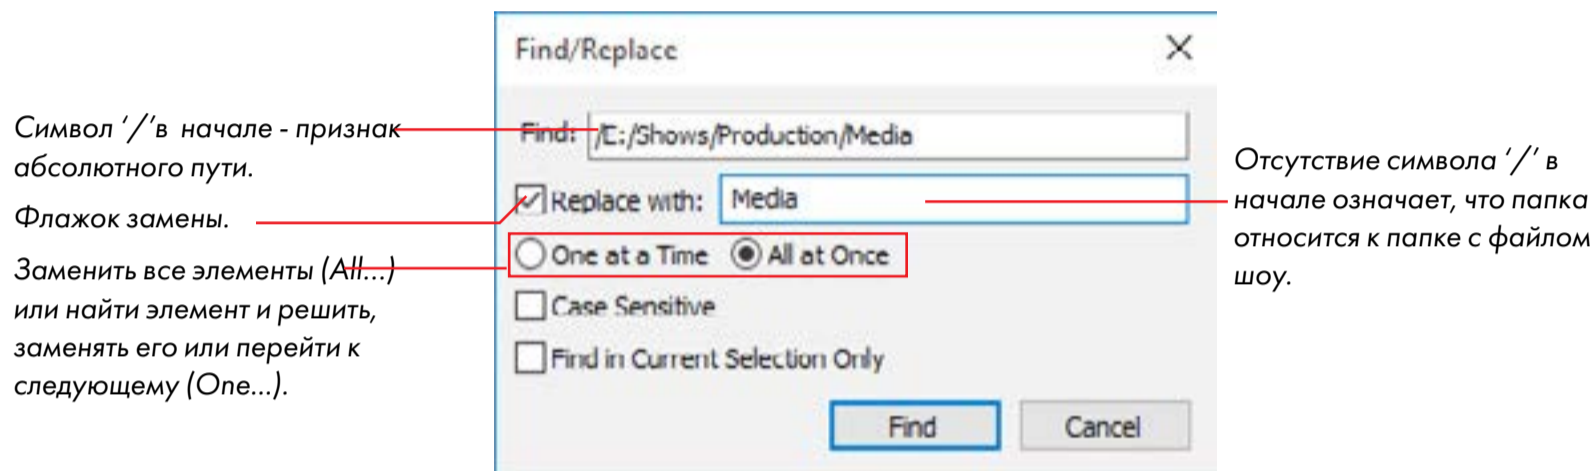 Символ ‘/’в начале - признак
абсолютного пути.
Флажок замены.
Заменить все элементы (All...)
или найти элемент и решить,
заменять его или перейти к
следующему (One...).
Find/Replace
Find: /E:/Shows/Production/Media
Replace with: Media
One at a Time All at Once
Case Sensitive
Find in Current Selection Only
Find Cancel
Отсутствие символа ‘/’ в
начале означает, что папка
относится к папке с файлом
шоу.